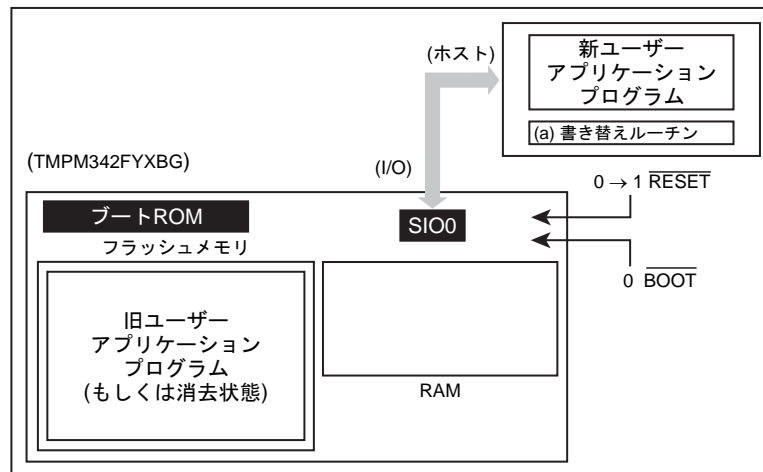 (ホスト)
新ユーザー
アプリケーション
プログラム
(a) 書き替えルーチン
(TMPM342FYXBG)
(I/O)
0 → 1 RESET
ブートROM
SIO0
フラッシュメモリ
0 BOOT
旧ユーザー
アプリケーション
プログラム
(もしくは消去状態)
RAM